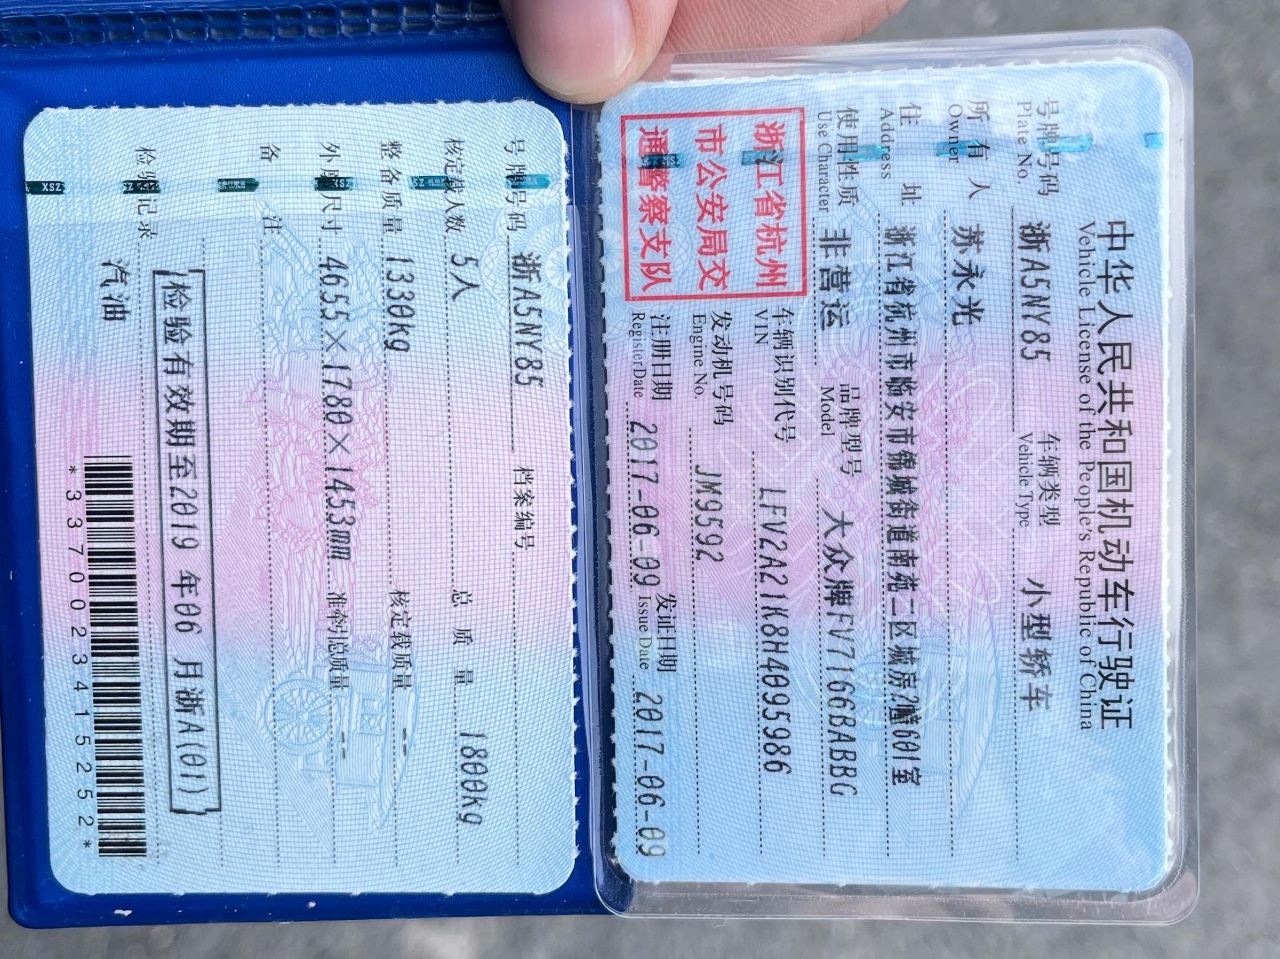 中华人民共和国机动车行驶证
Vehicle License of the People's Republic of China
号牌号码 浙A5NY85 车辆类型 小型轿车
Plate No. Vehicle Type
所有人 苏永光
Owner
住址 浙江省杭州市临安市锦城街道南苑二区城房2幢601室
Address
使用性质 非营运 品牌型号 大众牌FV7166BABBG
Use Character Model
浙江省杭州
市公安局交
通警察支队
车辆识别代号 LFV2A21K8H4095986
VIN
发动机号码 JM9592
Engine No.
注册日期 2017-06-09 发证日期 2017-06-09
Register Date Issue Date
号牌号码 浙A5NY85 档案编号
核定载人数 5人 总质量 1800kg
整备质量 1330kg 核定载质量 --
外廓尺寸 4655×1780×1453mm 准牵引总质量 --
备注
检验记录 检验有效期至2019年06月浙A(01)
汽油
*3370023415252*